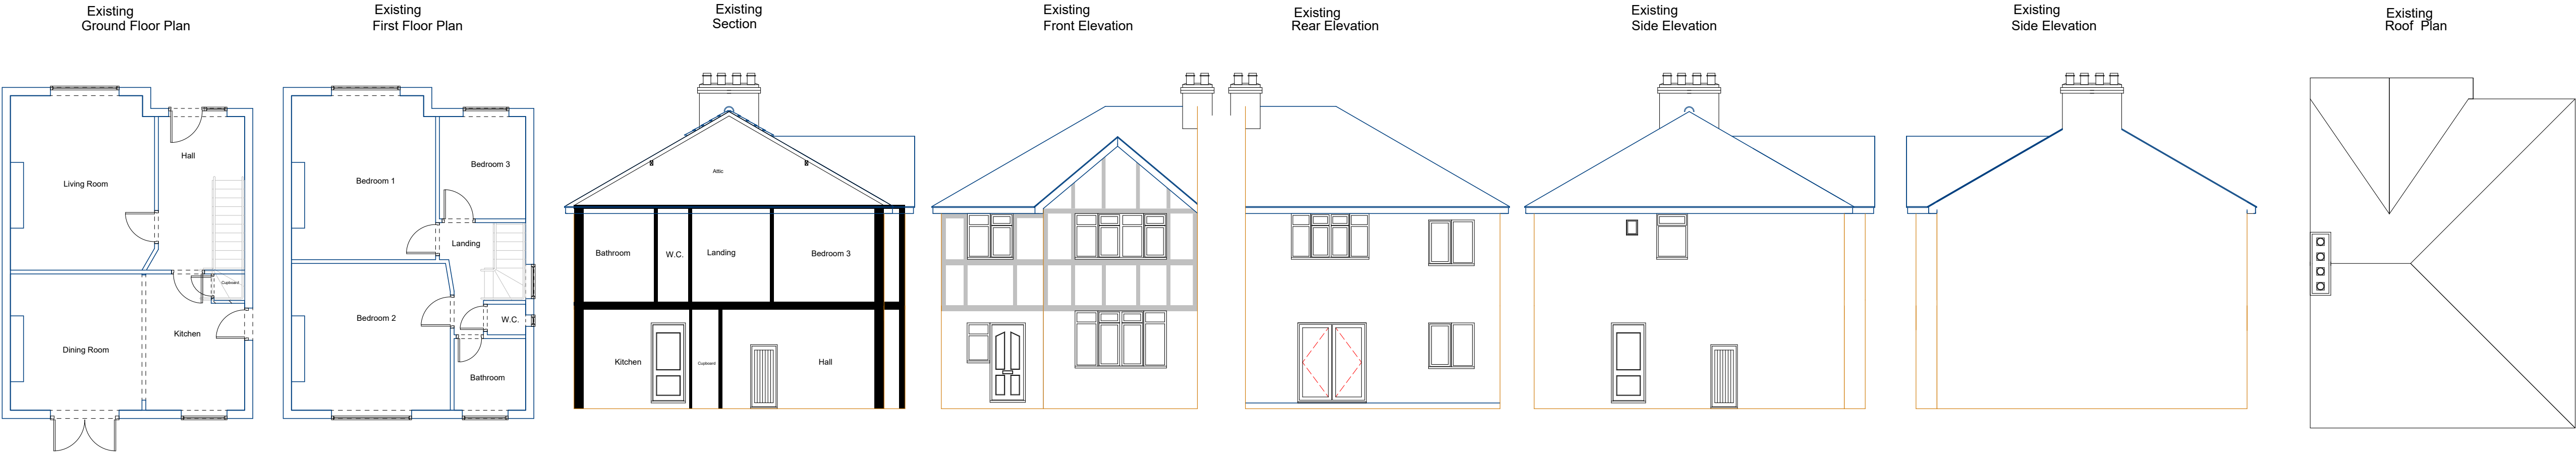 Existing
Ground Floor Plan
Existing
First Floor Plan
Existing
Section
Existing
Front Elevation
Existing
Rear Elevation
Existing
Side Elevation
Existing
Side Elevation
Existing
Roof Plan
Hall
Living Room
Cupboard
Kitchen
Dining Room
Bedroom 3
Bedroom 1
Landing
Bedroom 2
W.C.
Bathroom
Attic
Bathroom
W.C.
Landing
Bedroom 3
Kitchen
Cupboard
Hall